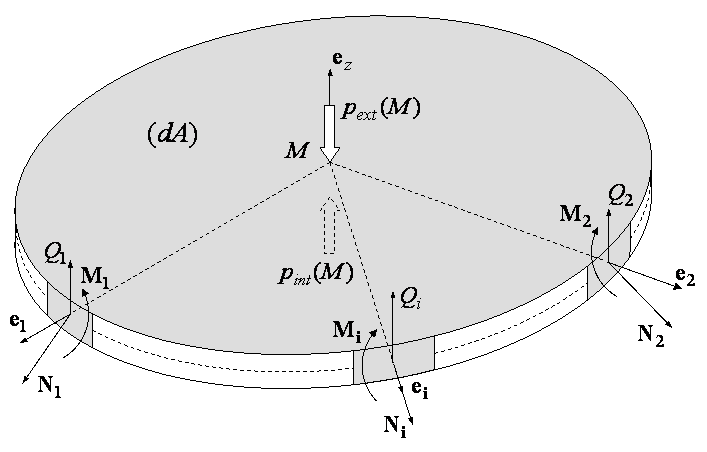 e_z
p_ext(M)
(dA)
M
p_int(M)
Q_1
M_1
e_1
N_1
Q_i
M_i
e_i
N_i
Q_2
M_2
e_2
N_2